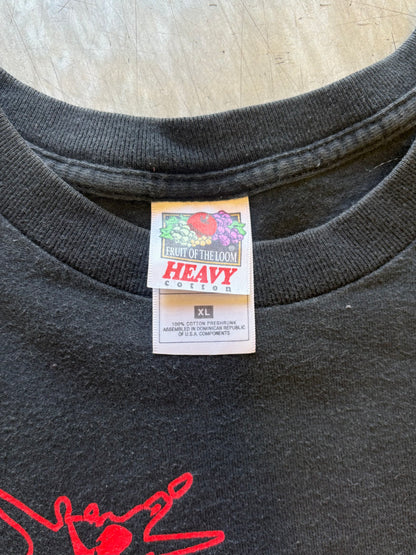 FRUIT OF THE LOOM
®
HEAVY
cotton
XL
100% COTTON PRESHRUNK
ASSEMBLED IN DOMINICAN REPUBLIC
OF U.S.A. COMPONENTS